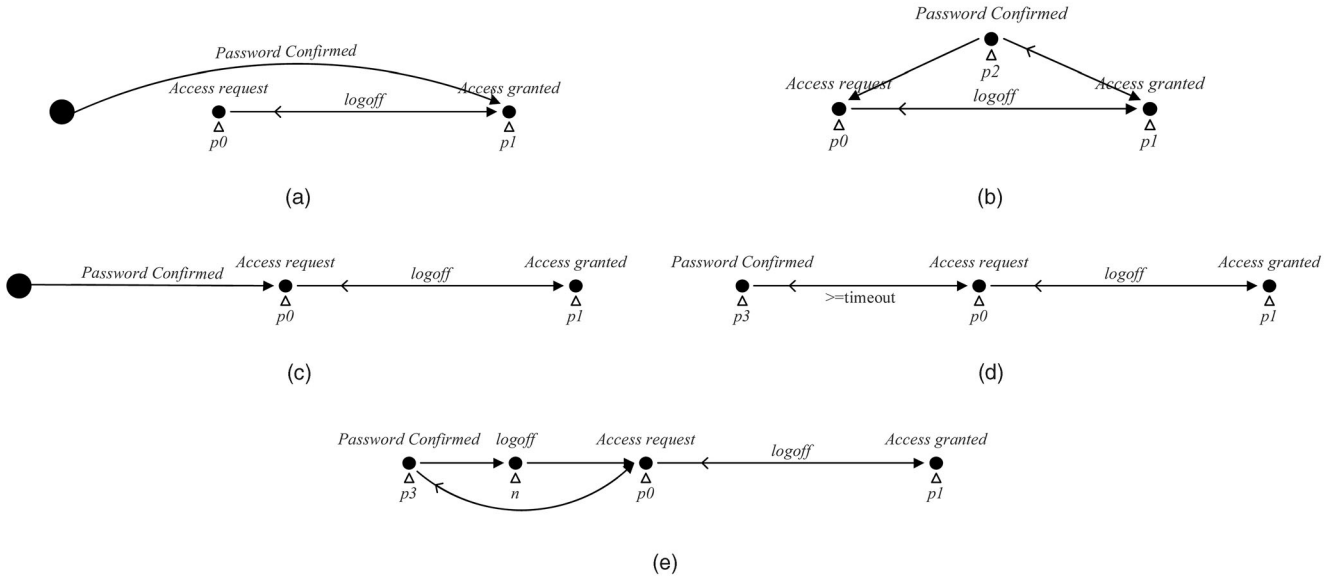 Password Confirmed
Access request
logoff
Access granted
p0
p1
(a)
Password Confirmed
p2
Access request
logoff
Access granted
p0
p1
(b)
Password Confirmed
Access request
logoff
Access granted
p0
p1
(c)
Password Confirmed
Access request
logoff
Access granted
>=timeout
p3
p0
p1
(d)
Password Confirmed
logoff
Access request
logoff
Access granted
p3
n
p0
p1
(e)